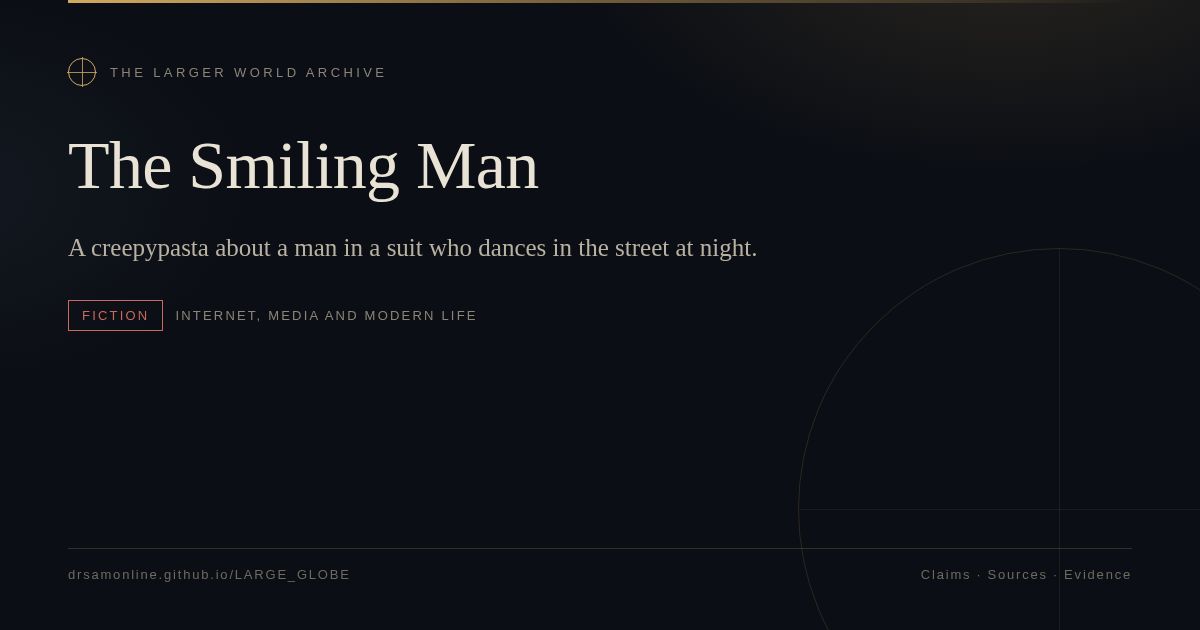 THE LARGER WORLD ARCHIVE
The Smiling Man
A creepypasta about a man in a suit who dances in the street at night.
FICTION INTERNET, MEDIA AND MODERN LIFE
drsamonline.github.io/LARGE_GLOBE Claims · Sources · Evidence